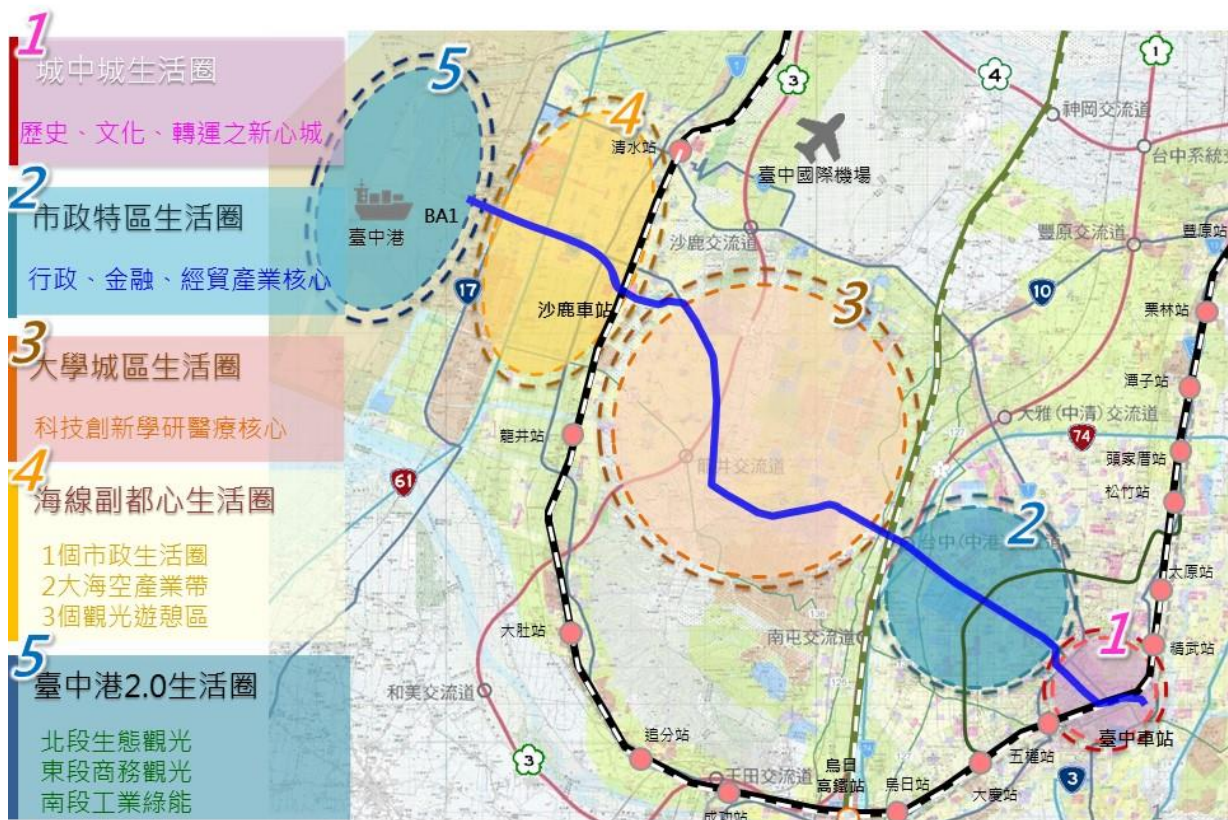 1
城中城生活圈
歷史、文化、轉運之新心城
2
市政特區生活圈
行政、金融、經貿產業核心
3
大學城區生活圈
科技創新學研醫療核心
4
海線副都心生活圈
1個市政生活圈
2大海空產業帶
3個觀光遊憩區
5
臺中港2.0生活圈
北段生態觀光
東段商務觀光
南段工業綠能
5
4
3
4
1
清水站
神岡交流道
台中系統交
臺中國際機場
臺中港
BA1
沙鹿交流道
豐原交流道
豐原站
17
3
10
沙鹿車站
栗林站
潭子站
大雅(中清)交流道
74
龍井站
龍井交流道
頭家厝站
松竹站
61
2
台中(中港)
道
太原站
大肚站
南屯交流道
1
精武站
和美交流道
追分站
臺中車站
五權站
3
王田交流道
烏日
高鐵站
烏日站
大慶站
3
成功站